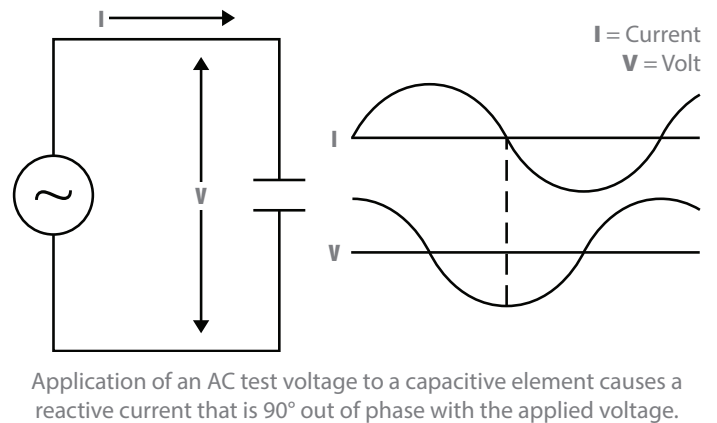 I
I = Current
V = Volt
I
V
V
Application of an AC test voltage to a capacitive element causes a
reactive current that is 90° out of phase with the applied voltage.